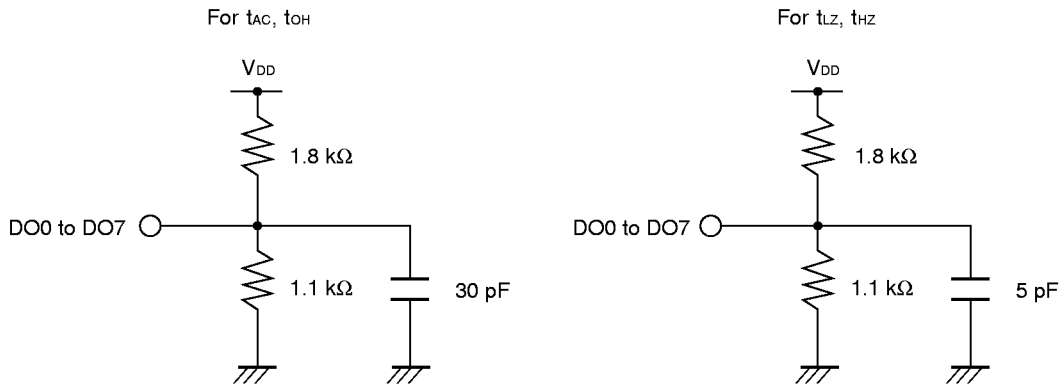 For tAC, tOH
VDD
1.8 kΩ
DO0 to DO7
1.1 kΩ
30 pF
For tLZ, tHZ
VDD
1.8 kΩ
DO0 to DO7
1.1 kΩ
5 pF